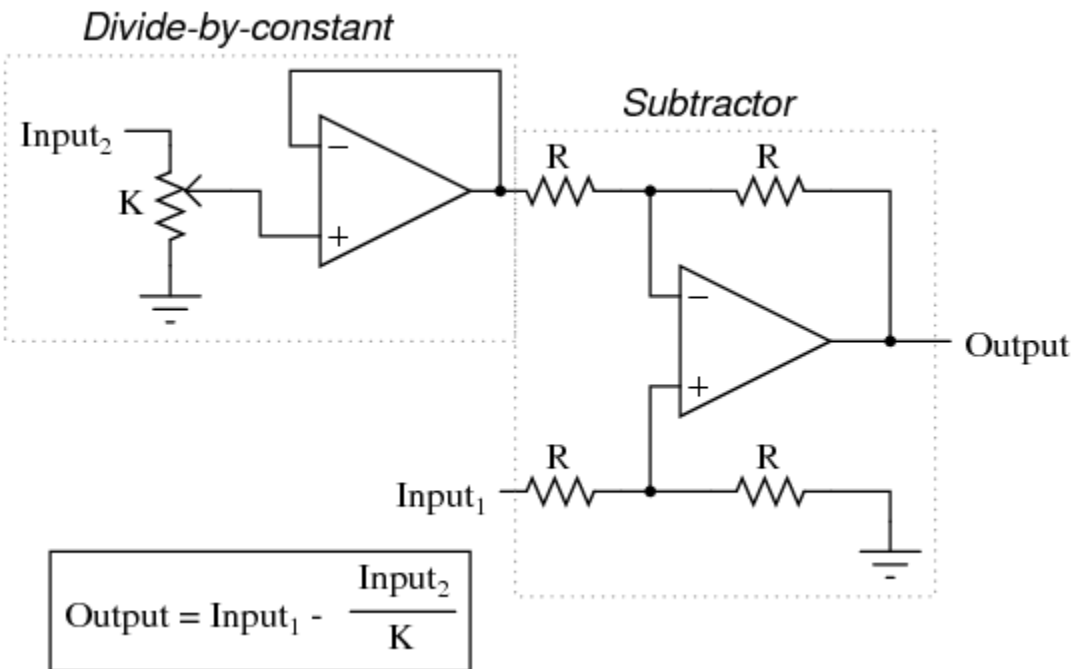 Divide-by-constant
Subtractor
Input₂
K
−
+
R
R
−
+
Output
R
R
Input₁
Output = Input₁ - Input₂
K